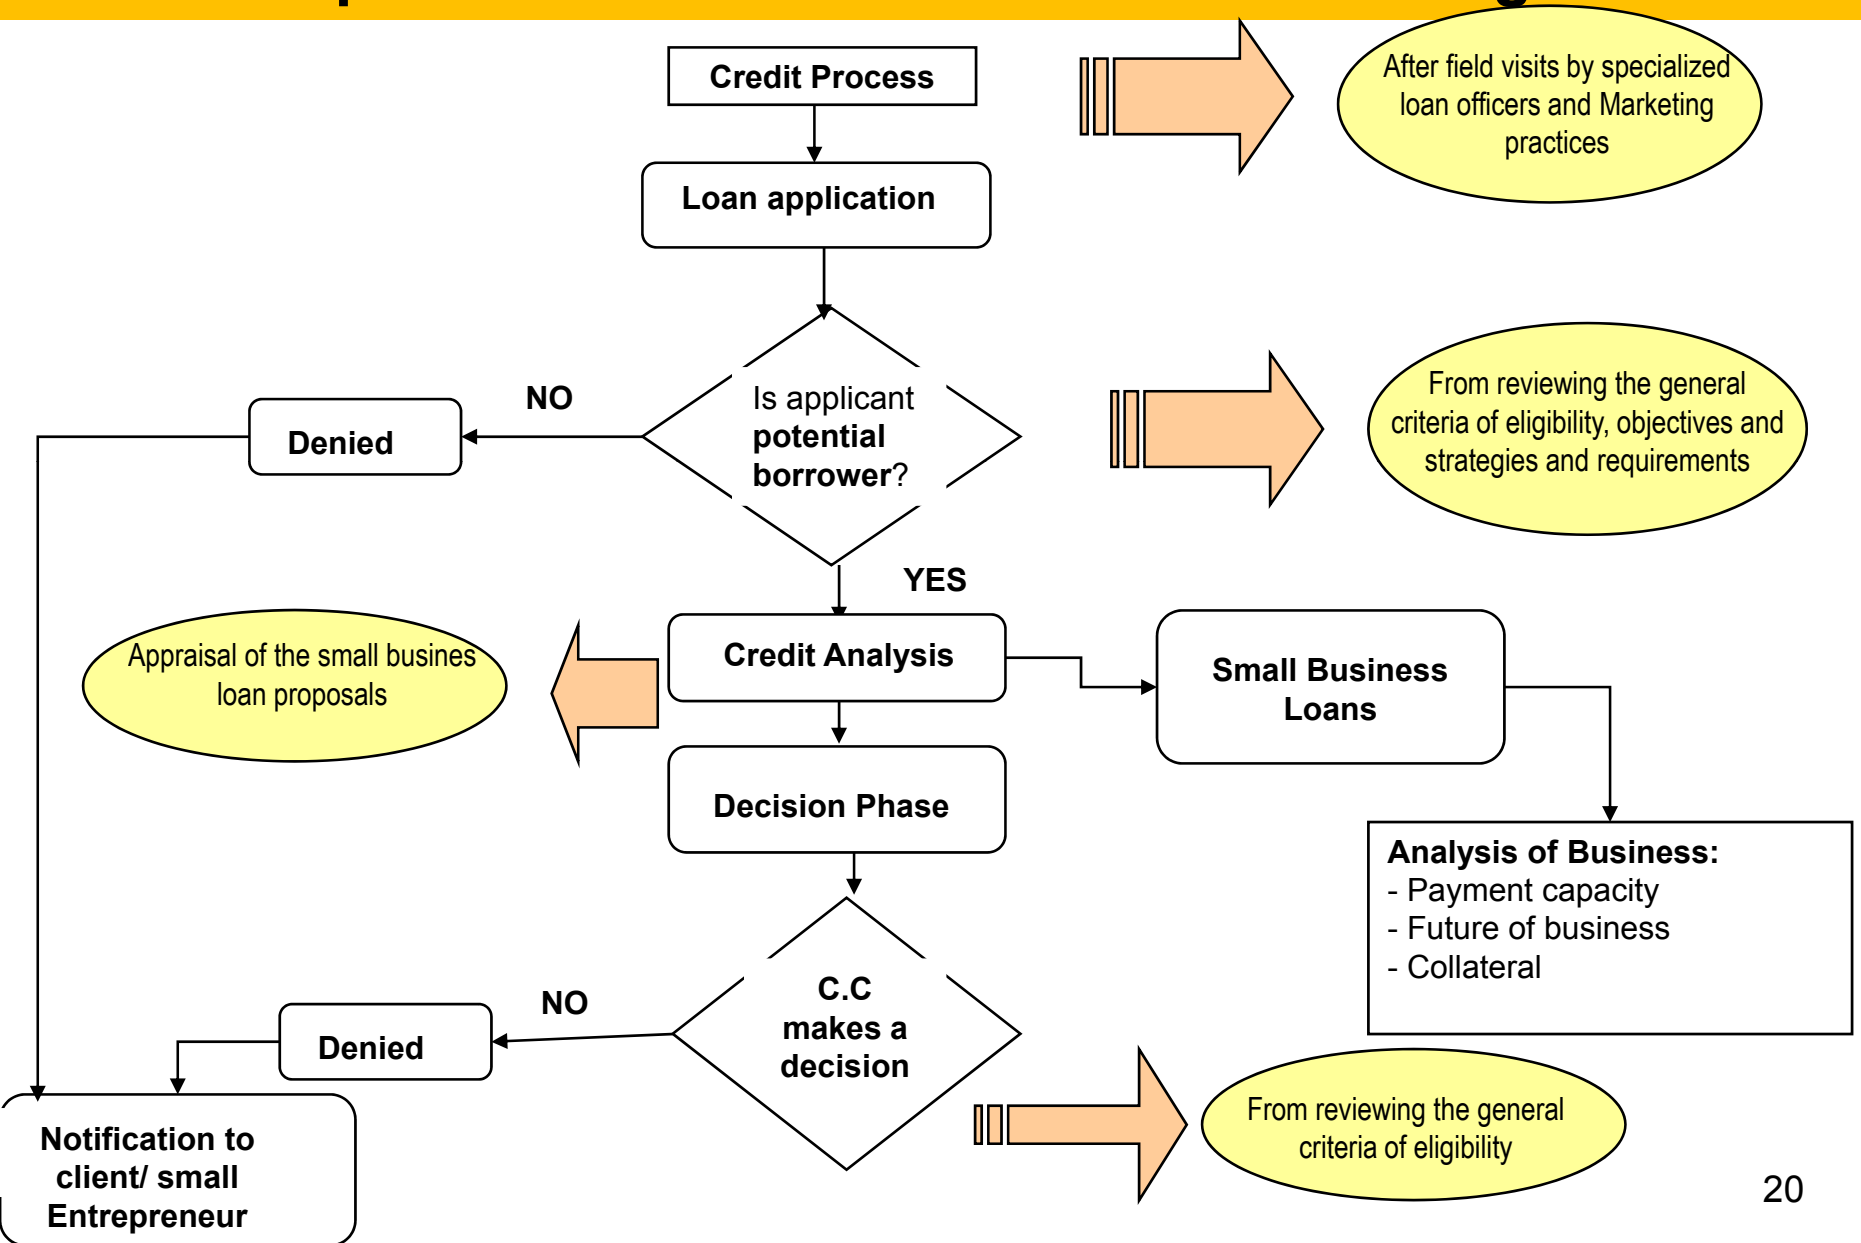 Credit Process
After field visits by specialized
loan officers and Marketing
practices
Loan application
Is applicant
potential
borrower?
NO
Denied
From reviewing the general
criteria of eligibility, objectives and
strategies and requirements
YES
Appraisal of the small busines
loan proposals
Credit Analysis
Small Business
Loans
Decision Phase
Analysis of Business:
- Payment capacity
- Future of business
- Collateral
C.C
makes a
decision
NO
Denied
From reviewing the general
criteria of eligibility
Notification to
client/ small
Entrepreneur
20